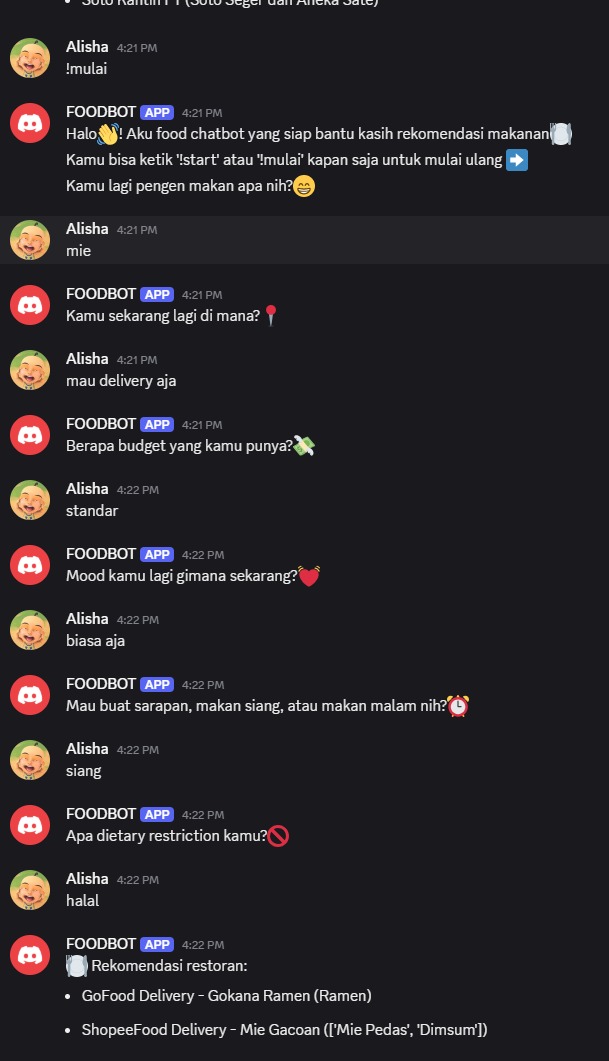 Soto Kantin FT (Soto Seger dan Aneka Sate)
Alisha 4:21 PM
!mulai
FOODBOT APP 4:21 PM
Halo👋! Aku food chatbot yang siap bantu kasih rekomendasi makanan🍽️
Kamu bisa ketik '!start' atau '!mulai' kapan saja untuk mulai ulang ➡️
Kamu lagi pengen makan apa nih?😄
Alisha 4:21 PM
mie
FOODBOT APP 4:21 PM
Kamu sekarang lagi di mana?📍
Alisha 4:21 PM
mau delivery aja
FOODBOT APP 4:21 PM
Berapa budget yang kamu punya?💸
Alisha 4:22 PM
standar
FOODBOT APP 4:22 PM
Mood kamu lagi gimana sekarang?💓
Alisha 4:22 PM
biasa aja
FOODBOT APP 4:22 PM
Mau buat sarapan, makan siang, atau makan malam nih?⏰
Alisha 4:22 PM
siang
FOODBOT APP 4:22 PM
Apa dietary restriction kamu?🚫
Alisha 4:22 PM
halal
FOODBOT APP 4:22 PM
🍽️ Rekomendasi restoran:
• GoFood Delivery - Gokana Ramen (Ramen)
• ShopeeFood Delivery - Mie Gacoan (['Mie Pedas', 'Dimsum'])